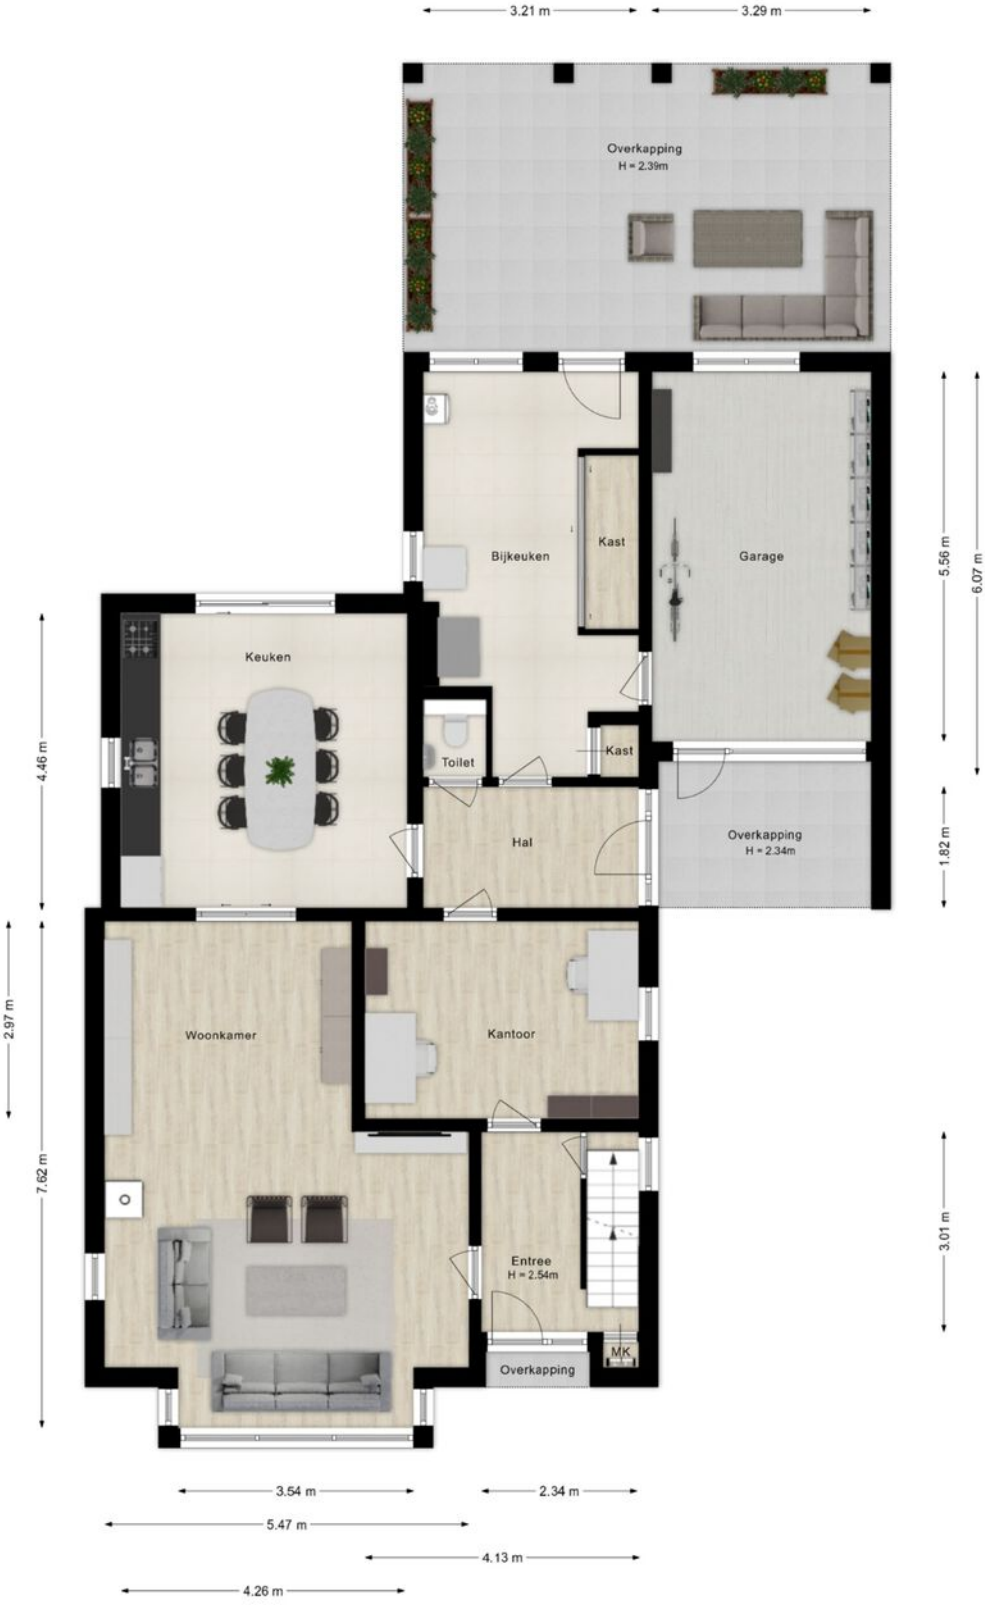 3.21 m
3.29 m
Overkapping
H = 2.39m
Bijkeuken
Kast
Garage
5.56 m
6.07 m
Keuken
4.46 m
Toilet
Kast
Hal
Overkapping
H = 2.34m
1.82 m
2.97 m
Woonkamer
Kantoor
7.62 m
3.01 m
Entree
H = 2.54m
MK
Overkapping
3.54 m
2.34 m
5.47 m
4.13 m
4.26 m